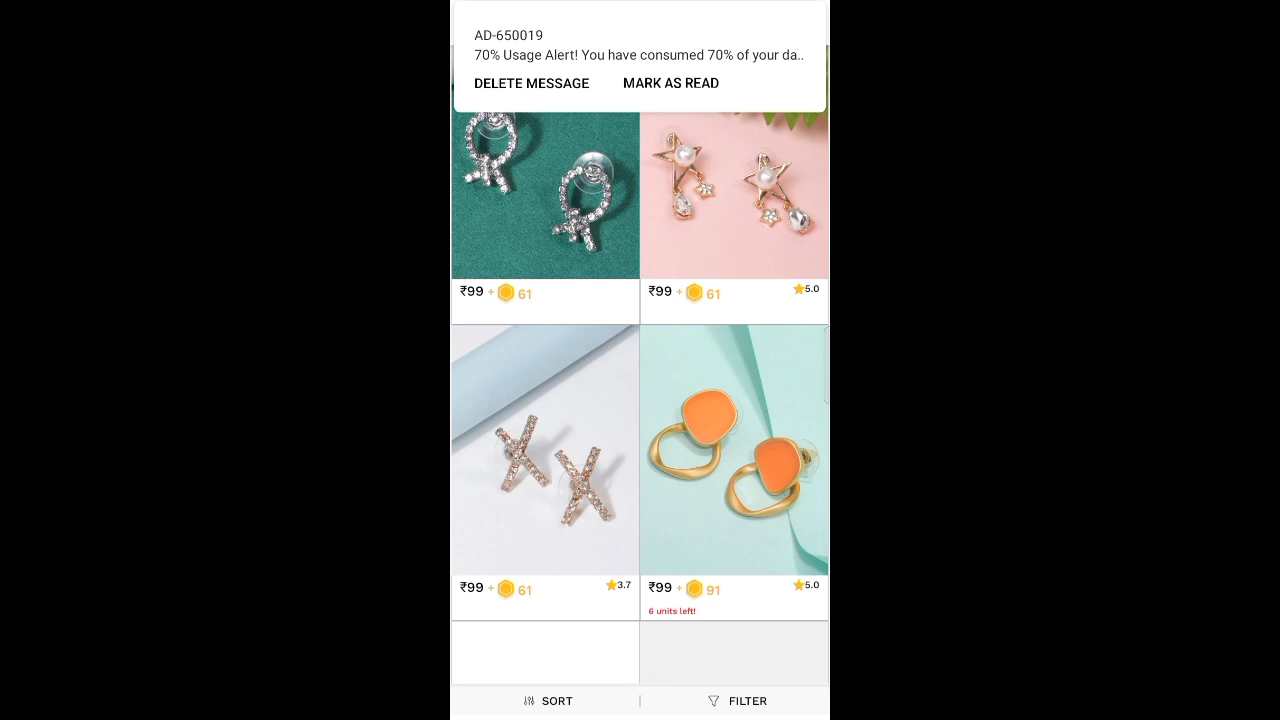 AD-650019
70% Usage Alert! You have consumed 70% of your da..
DELETE MESSAGE MARK AS READ
₹99 + 61
₹99 + 61 5.0
₹99 + 61 3.7
₹99 + 91 5.0
6 units left!
SORT | FILTER